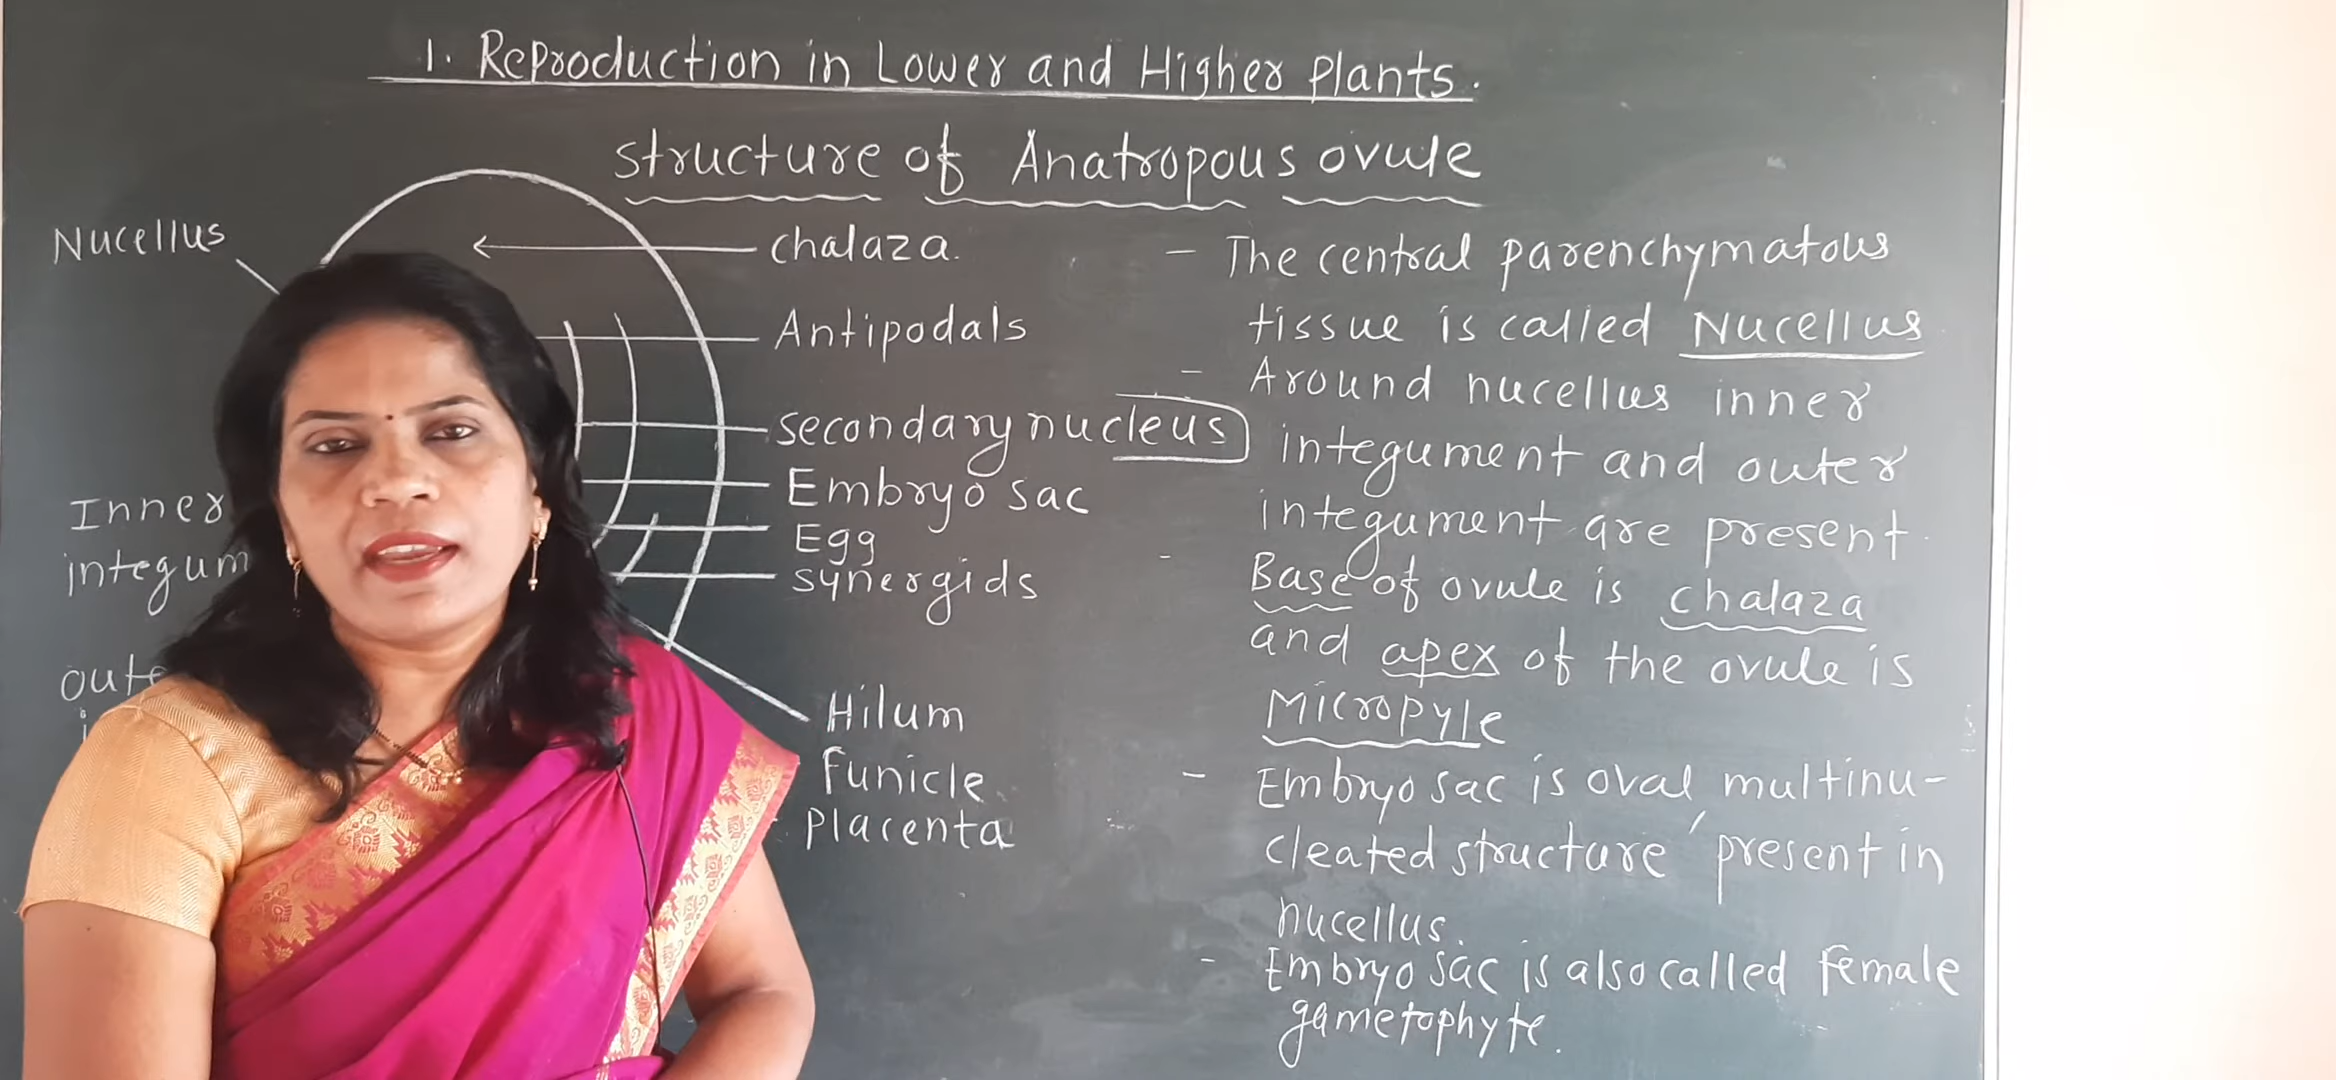 1. Reproduction in Lower and Higher Plants.
Structure of Anatropous ovule
Nucellus
Inner
integum
oute
chalaza.
Antipodals
secondary nucleus
Embryo sac
Egg
synergids
Hilum
Funicle
Placenta
- The central parenchymatous
tissue is called Nucellus
- Around nucellus inner
integument and outer
integument are present.
- Base of ovule is chalaza
and apex of the ovule is
Micropyle
- Embryo sac is oval, multinu-
cleated structure present in
nucellus.
- Embryo sac is also called female
gametophyte.